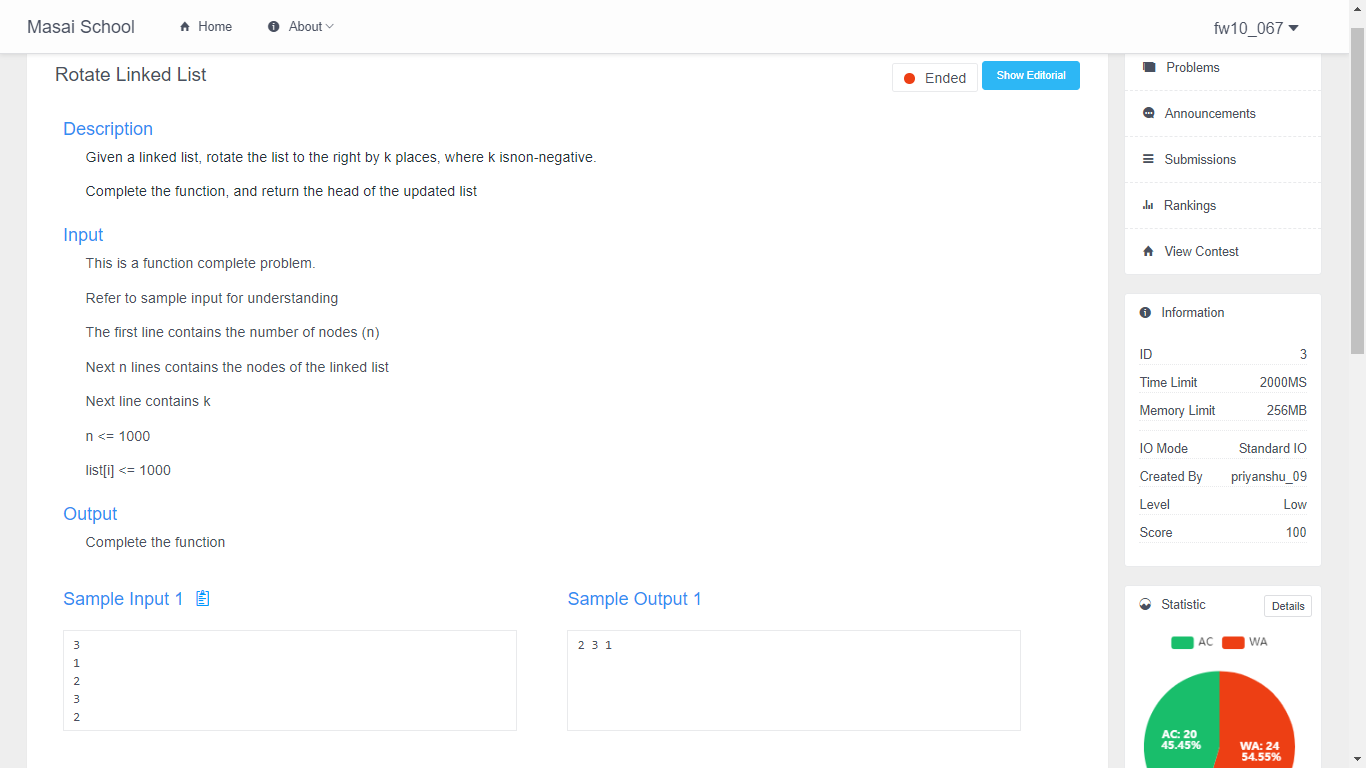 Masai School
Home
About
fw10_067
Rotate Linked List
Ended
Show Editorial
Description
Given a linked list, rotate the list to the right by k places, where k isnon-negative.
Complete the function, and return the head of the updated list
Input
This is a function complete problem.
Refer to sample input for understanding
The first line contains the number of nodes (n)
Next n lines contains the nodes of the linked list
Next line contains k
n <= 1000
list[i] <= 1000
Output
Complete the function
Sample Input 1
3
1
2
3
2
Sample Output 1
2 3 1
Problems
Announcements
Submissions
Rankings
View Contest
Information
ID 3
Time Limit 2000MS
Memory Limit 256MB
IO Mode Standard IO
Created By priyanshu_09
Level Low
Score 100
Statistic
Details
AC WA
AC: 20
45.45%
WA: 24
54.55%